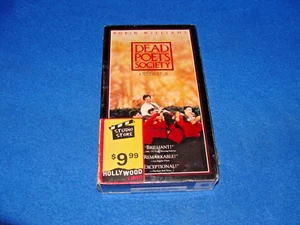 ROBIN WILLIAMS
DEAD
POETS
SOCIETY
STUDIO
STORE
$9.99
HOLLYWOOD
"BRILLIANT!"
"REMARKABLE!"
"EXCEPTIONAL!"